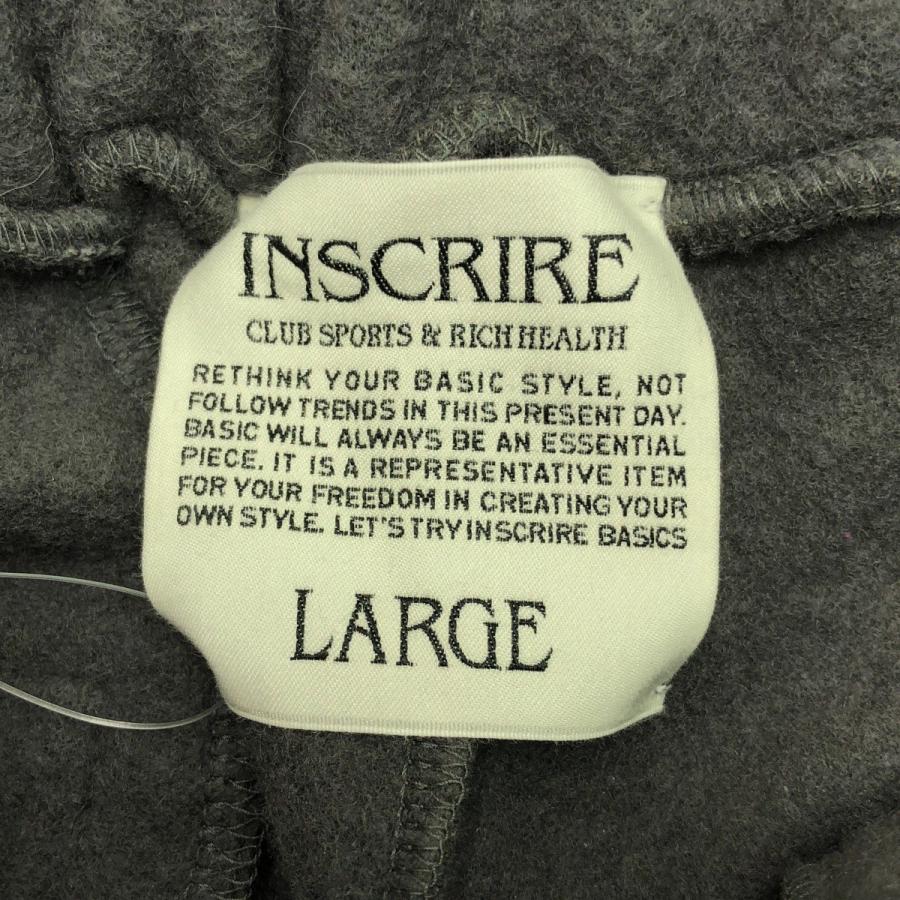 INSCRIRE
CLUB SPORTS & RICH HEALTH
RETHINK YOUR BASIC STYLE, NOT
FOLLOW TRENDS IN THIS PRESENT DAY.
BASIC WILL ALWAYS BE AN ESSENTIAL
PIECE. IT IS A REPRESENTATIVE ITEM
FOR YOUR FREEDOM IN CREATING YOUR
OWN STYLE. LET'S TRY INSCRIRE BASICS
LARGE